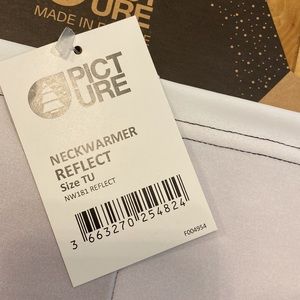 URE
MADE IN
PICT
URE
NECKWARMER
REFLECT
Size TU
NW181 REFLECT
3 663270 254824
F004954